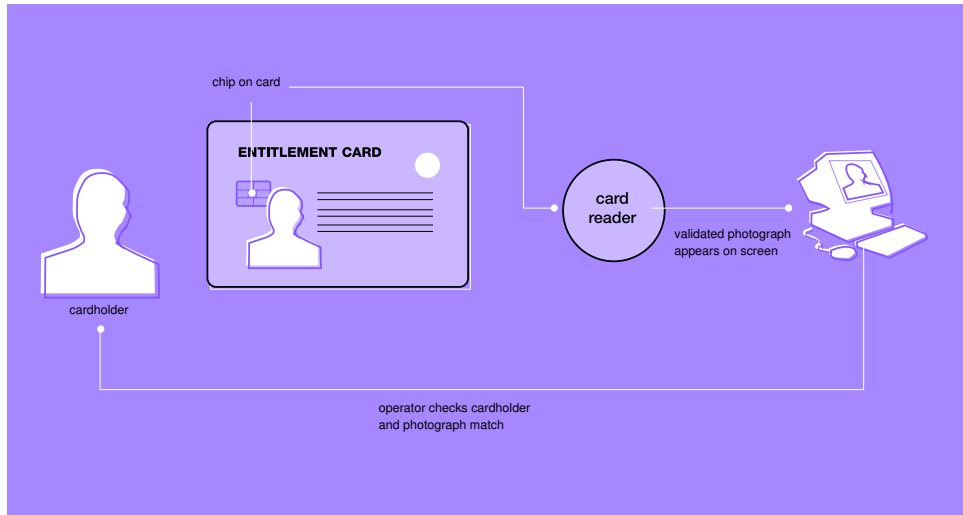 chip on card
ENTITLEMENT CARD
card
reader
validated photograph
appears on screen
cardholder
operator checks cardholder
and photograph match